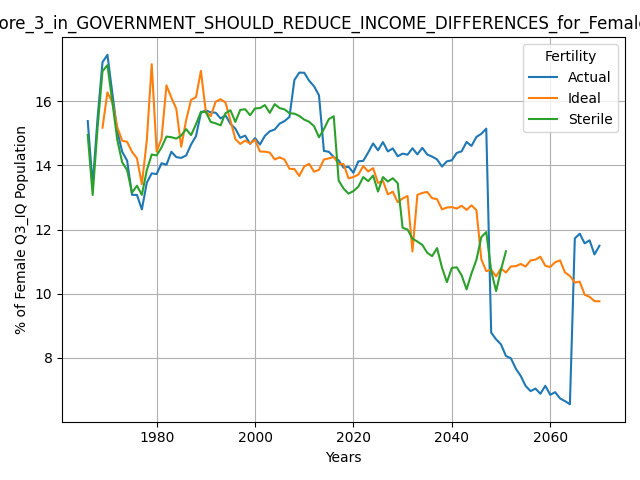 ore_3_in_GOVERNMENT_SHOULD_REDUCE_INCOME_DIFFERENCES_for_Female
Fertility
Actual
Ideal
Sterile
% of Female Q3_IQ Population
16
14
12
10
8
1980
2000
2020
2040
2060
Years